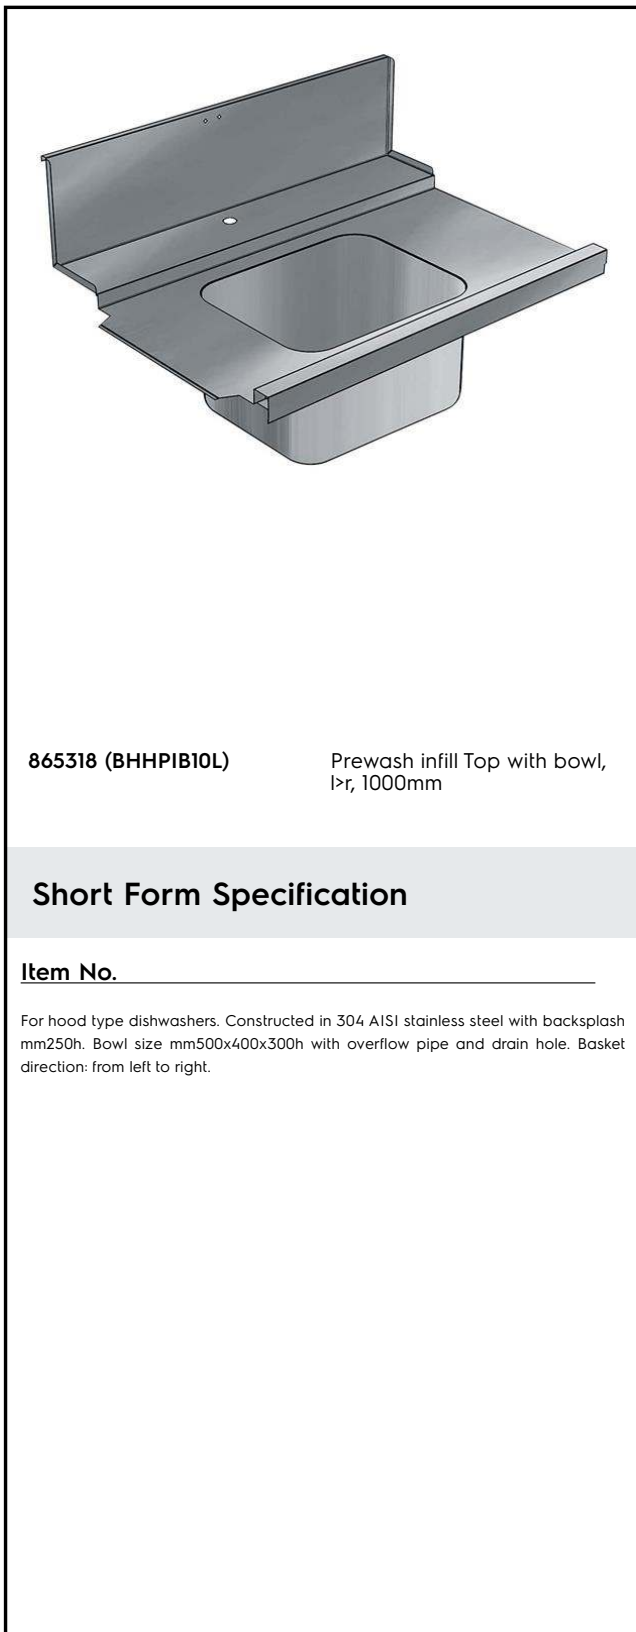 865318 (BHHPIB10L)
Prewash infill Top with bowl,
l>r, 1000mm
Short Form Specification
Item No.
For hood type dishwashers. Constructed in 304 AISI stainless steel with backsplash
mm250h. Bowl size mm500x400x300h with overflow pipe and drain hole. Basket
direction: from left to right.